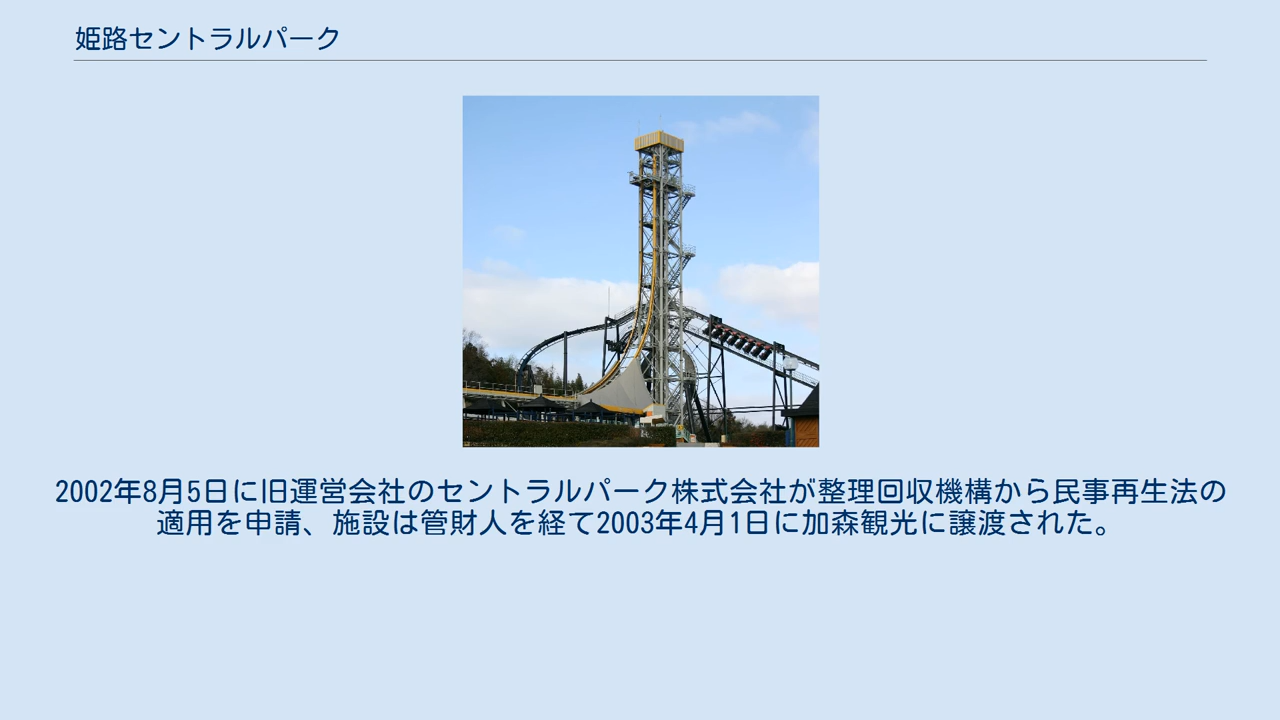 姫路セントラルパーク
2002年8月5日に旧運営会社のセントラルパーク株式会社が整理回収機構から民事再生法の
適用を申請、施設は管財人を経て2003年4月1日に加森観光に譲渡された。